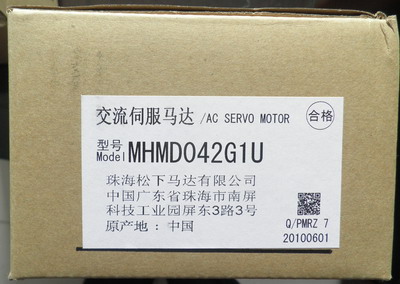 交流伺服马达 /AC SERVO MOTOR
合格
型号
Model MHMD042G1U
珠海松下马达有限公司
中国广东省珠海市南屏
科技工业园屏东3路3号
原产地：中国
Q/PMRZ 7
20100601